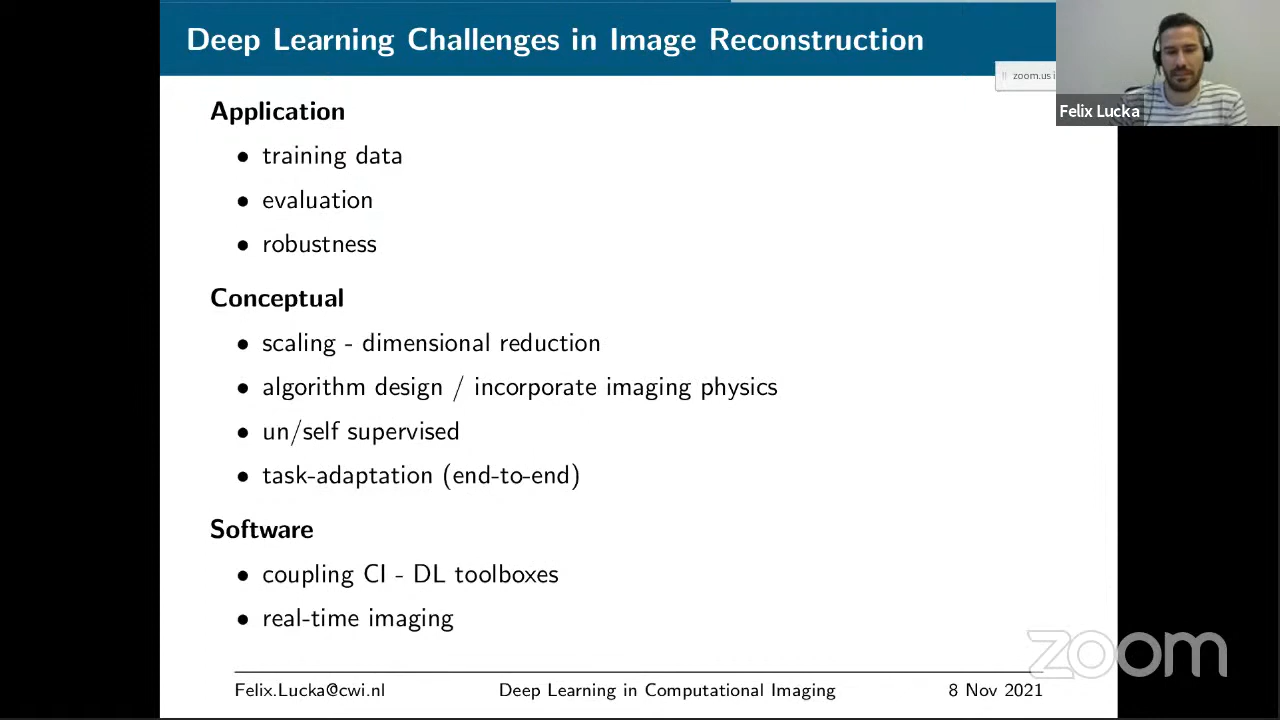 Deep Learning Challenges in Image Reconstruction
zoom.us i
Felix Lucka
Application
• training data
• evaluation
• robustness
Conceptual
• scaling - dimensional reduction
• algorithm design / incorporate imaging physics
• un/self supervised
• task-adaptation (end-to-end)
Software
• coupling CI - DL toolboxes
• real-time imaging
zoom
Felix.Lucka@cwi.nl Deep Learning in Computational Imaging 8 Nov 2021